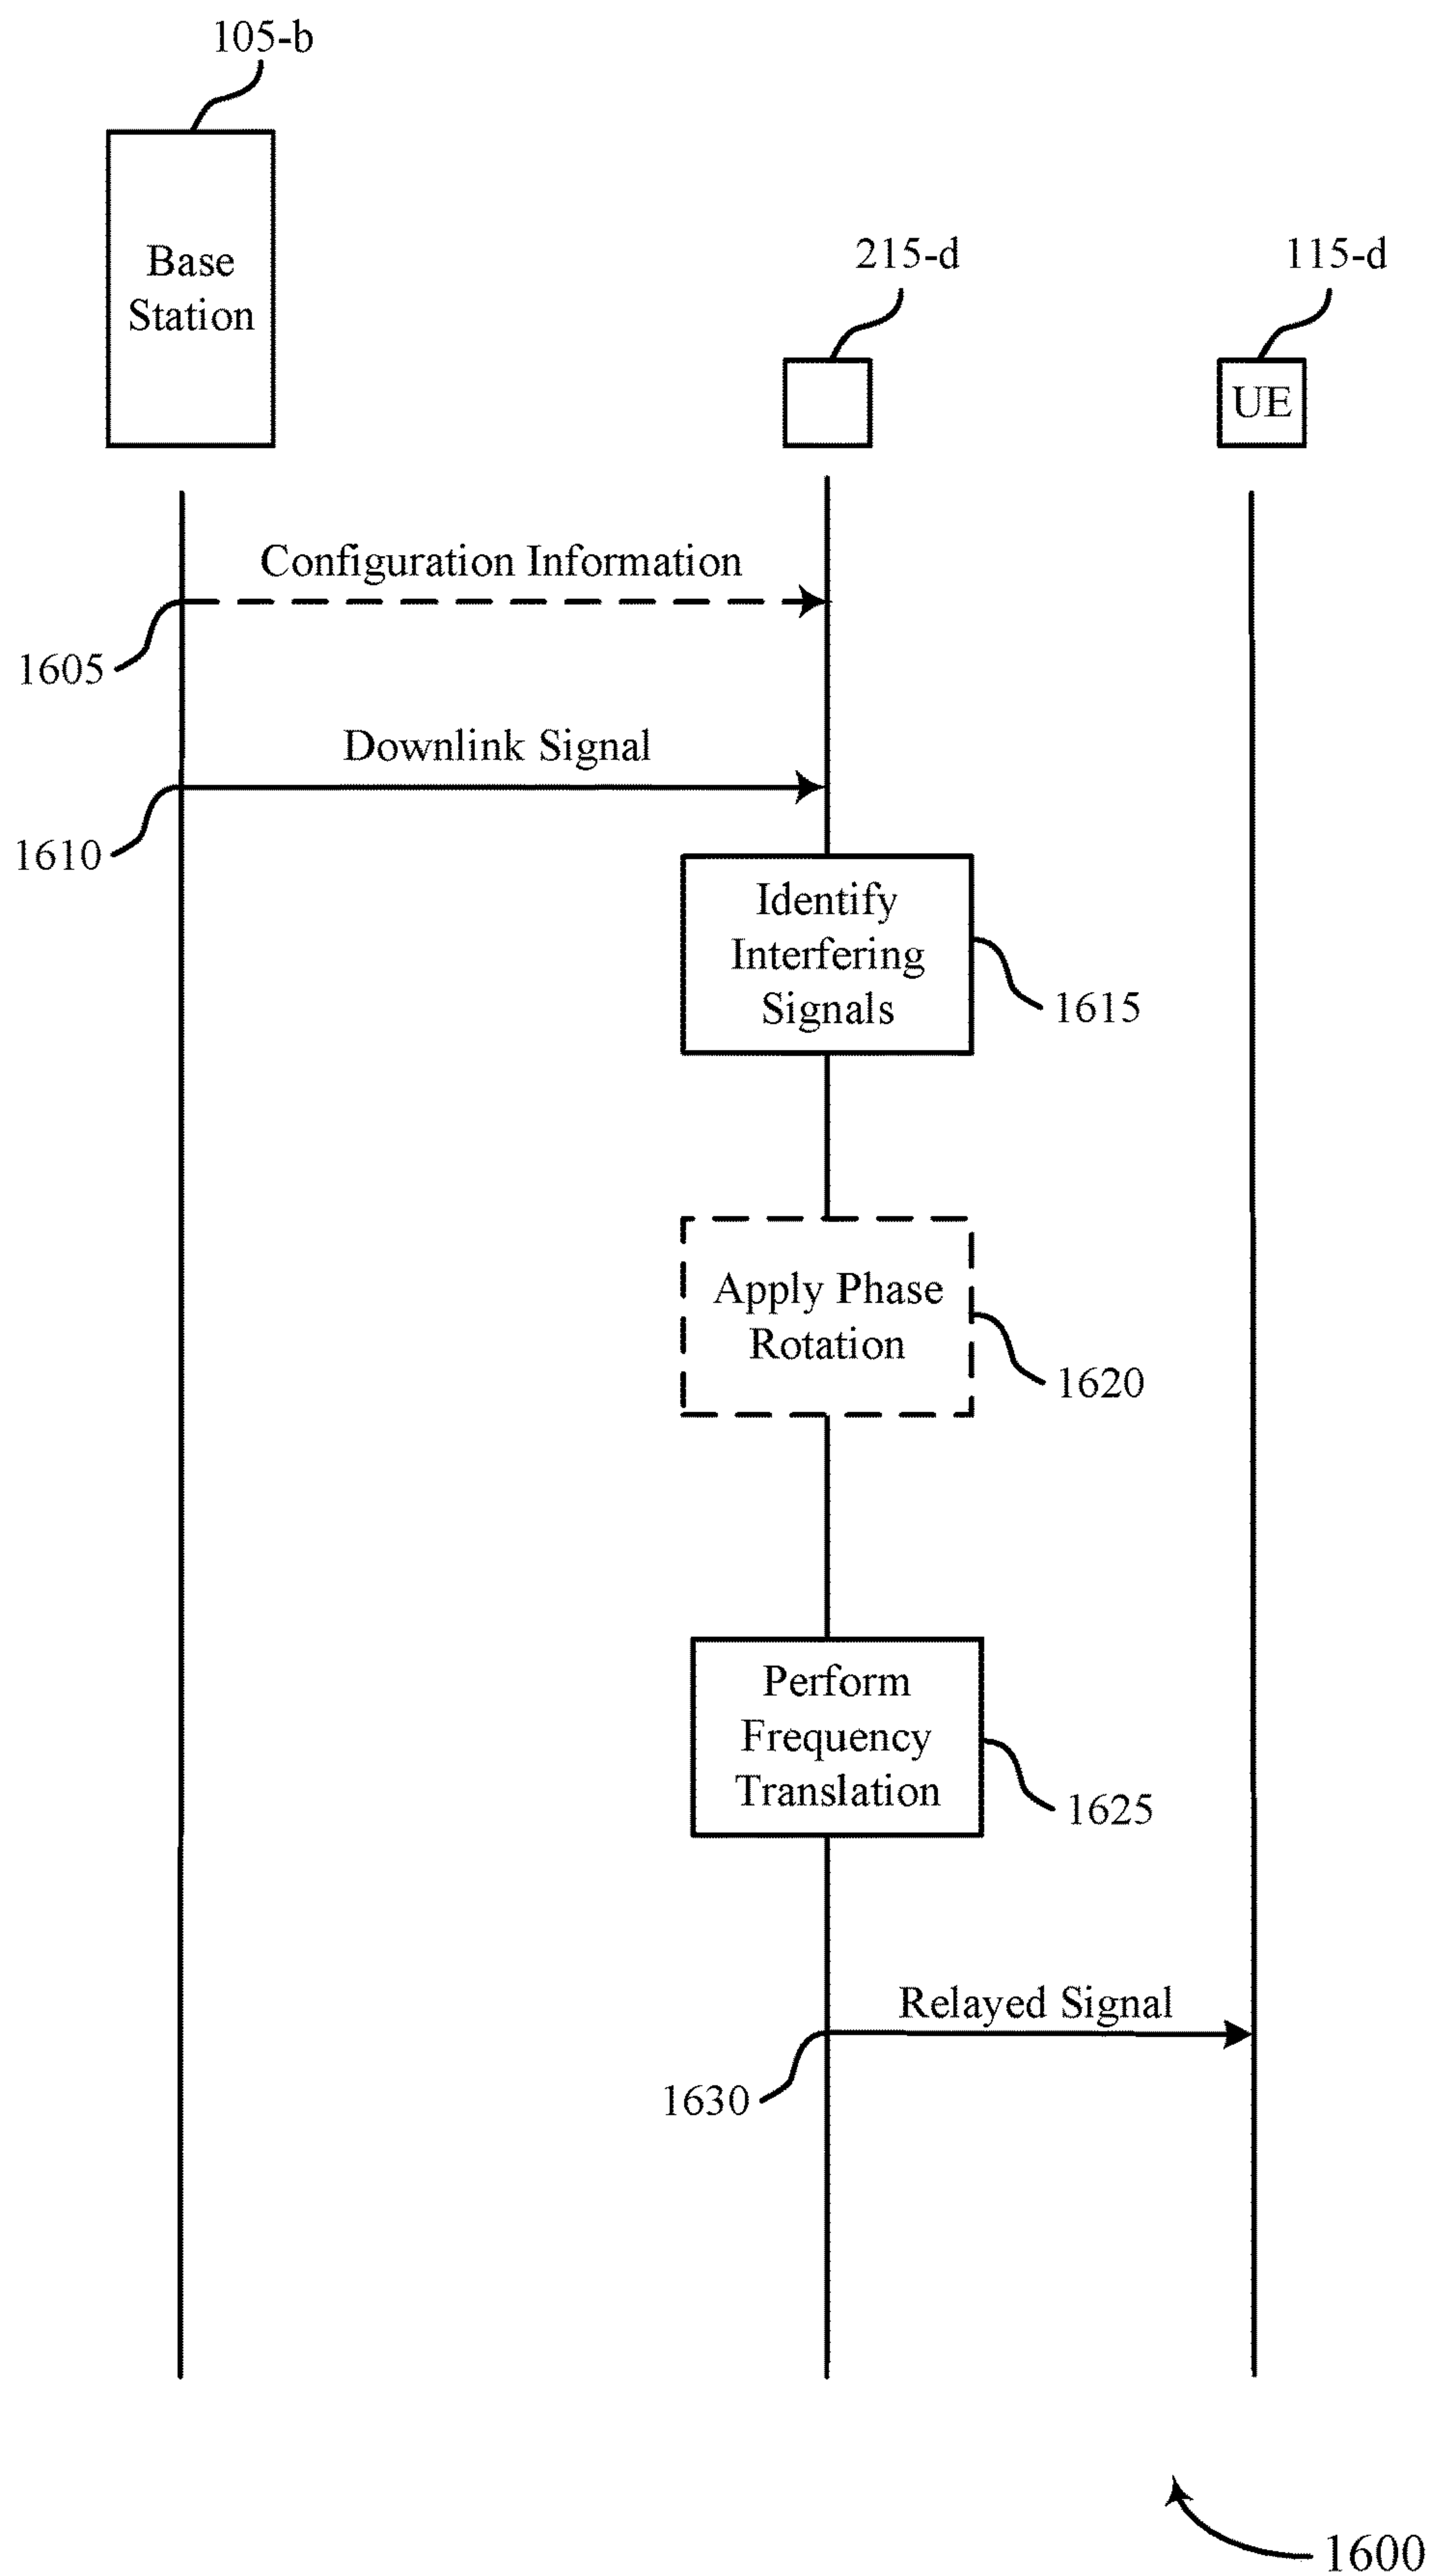 105-b
Base
Station
215-d
115-d
UE
Configuration Information
1605
Downlink Signal
1610
Identify
Interfering
Signals
1615
Apply Phase
Rotation
1620
Perform
Frequency
Translation
1625
Relayed Signal
1630
1600